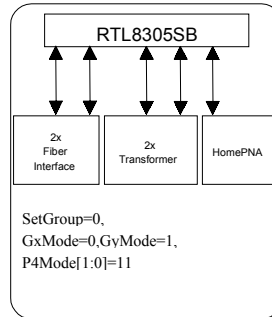 RTL8305SB
2x
Fiber
Interface
2x
Transformer
HomePNA
SetGroup=0,
GxMode=0,GyMode=1,
P4Mode[1:0]=11